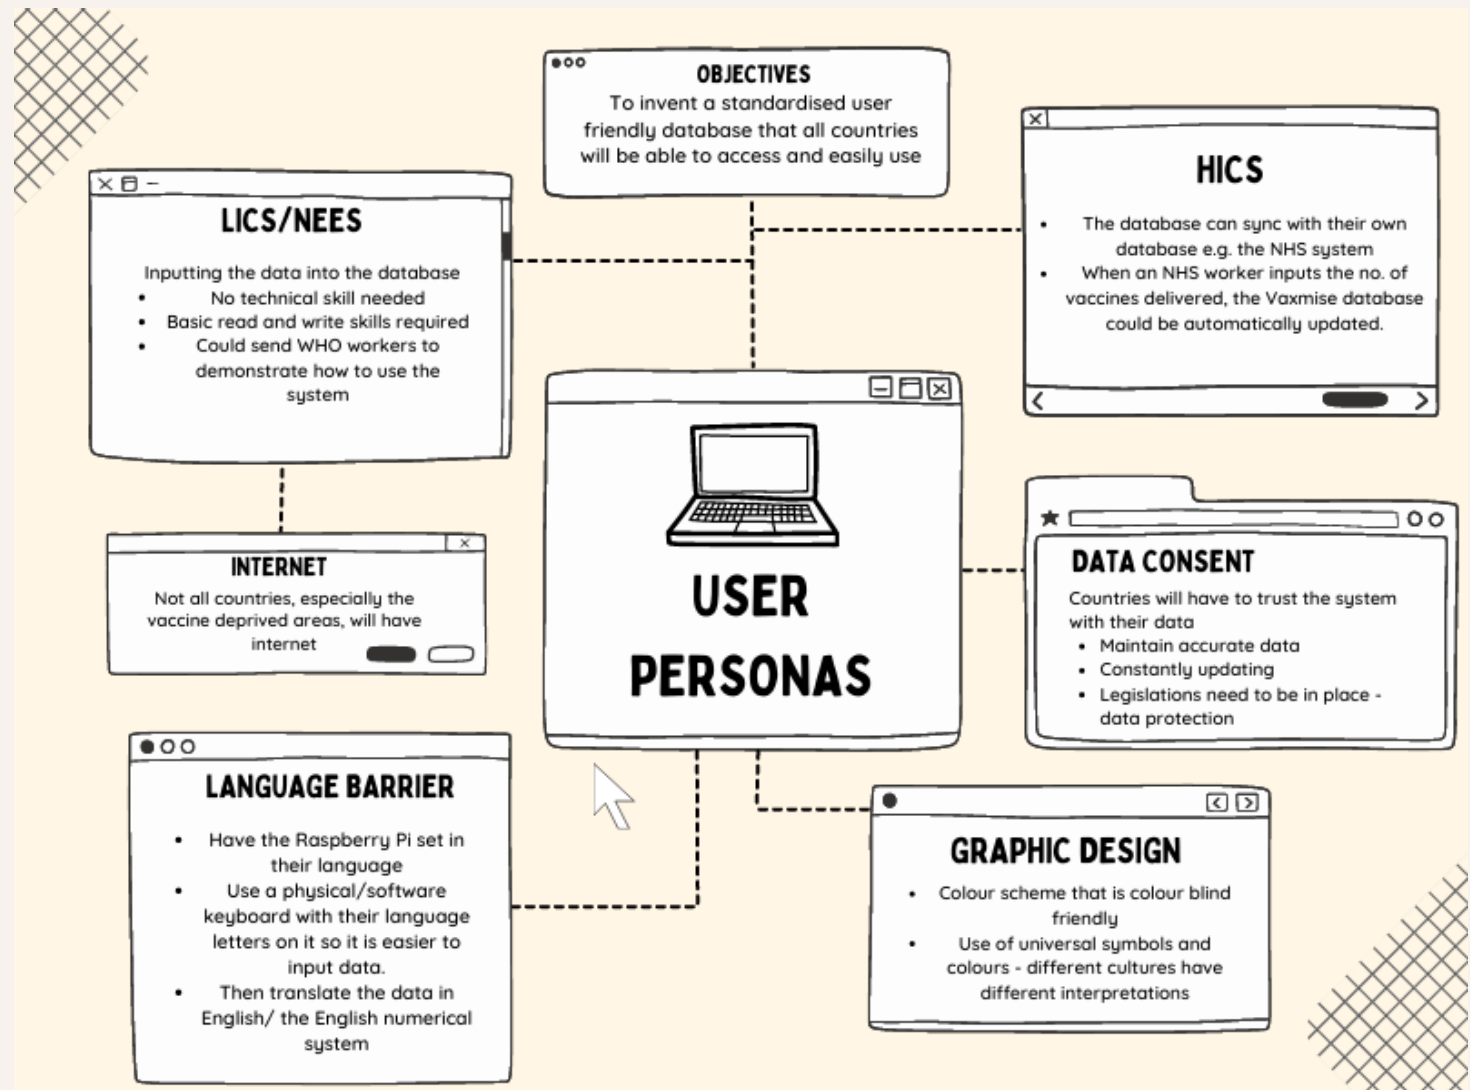 OBJECTIVES
To invent a standardised user
friendly database that all countries
will be able to access and easily use
LICS/NEES
Inputting the data into the database
• No technical skill needed
• Basic read and write skills required
• Could send WHO workers to
demonstrate how to use the
system
HICS
• The database can sync with their own
database e.g. the NHS system
• When an NHS worker inputs the no. of
vaccines delivered, the Vaxmise database
could be automatically updated.
USER
PERSONAS
INTERNET
Not all countries, especially the
vaccine deprived areas, will have
internet
DATA CONSENT
Countries will have to trust the system
with their data
• Maintain accurate data
• Constantly updating
• Legislations need to be in place -
data protection
LANGUAGE BARRIER
• Have the Raspberry Pi set in
their language
• Use a physical/software
keyboard with their language
letters on it so it is easier to
input data.
• Then translate the data in
English/ the English numerical
system
GRAPHIC DESIGN
• Colour scheme that is colour blind
friendly
• Use of universal symbols and
colours - different cultures have
different interpretations